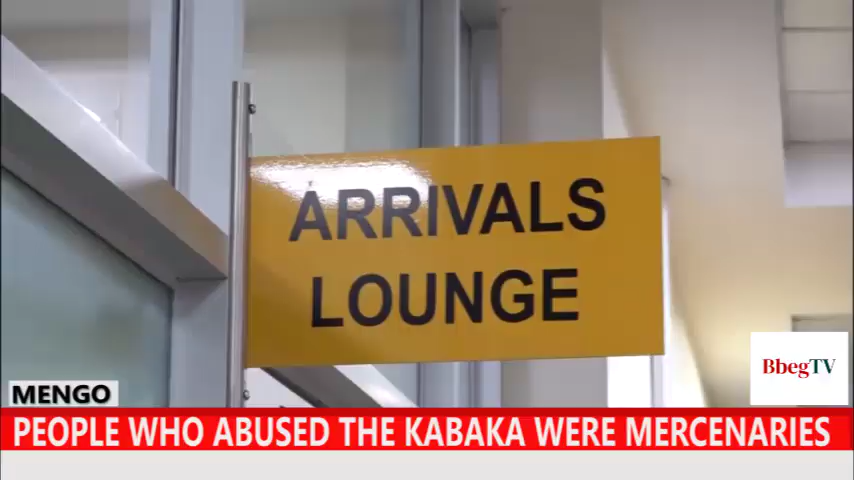 ARRIVALS
LOUNGE
BbegTV
MENGO
PEOPLE WHO ABUSED THE KABAKA WERE MERCENARIES